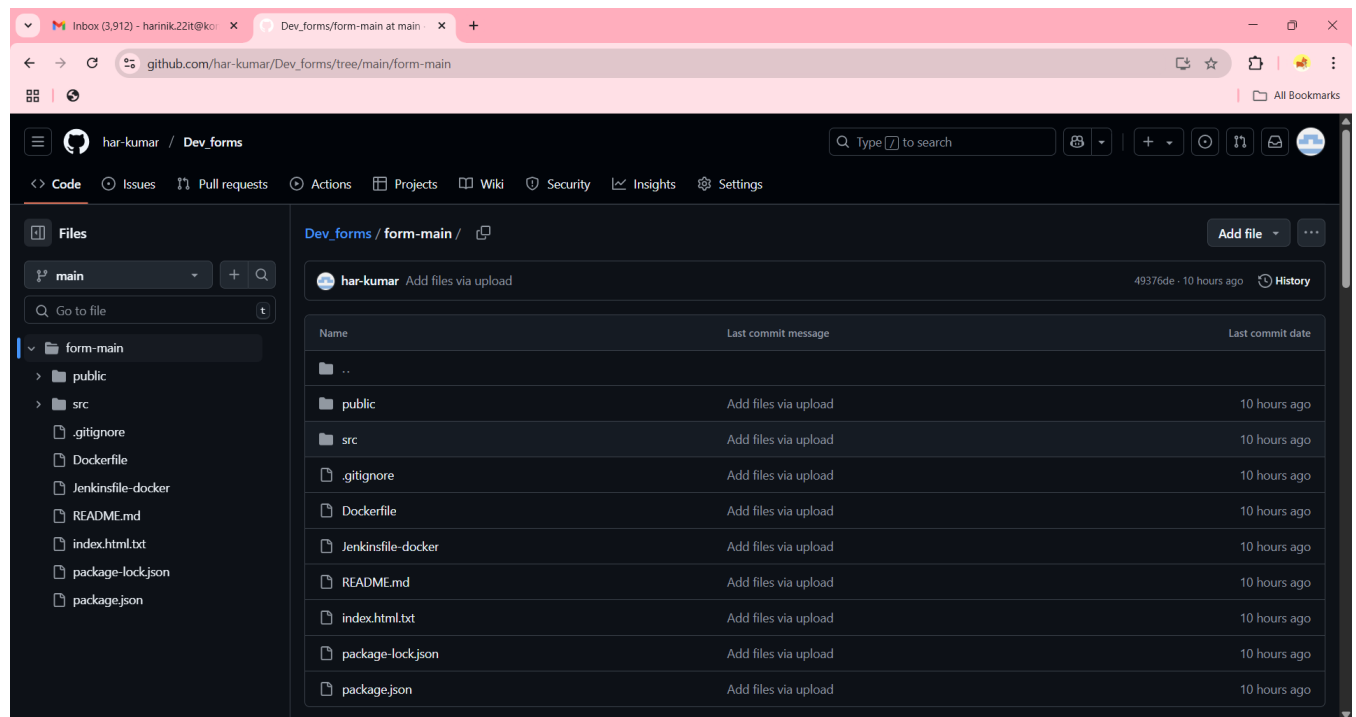 Inbox (3,912) - harinik.22it@kor
Dev_forms/form-main at main
github.com/har-kumar/Dev_forms/tree/main/form-main
All Bookmarks
har-kumar / Dev_forms
Type / to search
Code Issues Pull requests Actions Projects Wiki Security Insights Settings
Files
main
Go to file t
form-main
public
src
.gitignore
Dockerfile
Jenkinsfile-docker
README.md
index.html.txt
package-lock.json
package.json
Dev_forms / form-main /
Add file
har-kumar Add files via upload 49376de · 10 hours ago History
Name Last commit message Last commit date
..
public Add files via upload 10 hours ago
src Add files via upload 10 hours ago
.gitignore Add files via upload 10 hours ago
Dockerfile Add files via upload 10 hours ago
Jenkinsfile-docker Add files via upload 10 hours ago
README.md Add files via upload 10 hours ago
index.html.txt Add files via upload 10 hours ago
package-lock.json Add files via upload 10 hours ago
package.json Add files via upload 10 hours ago